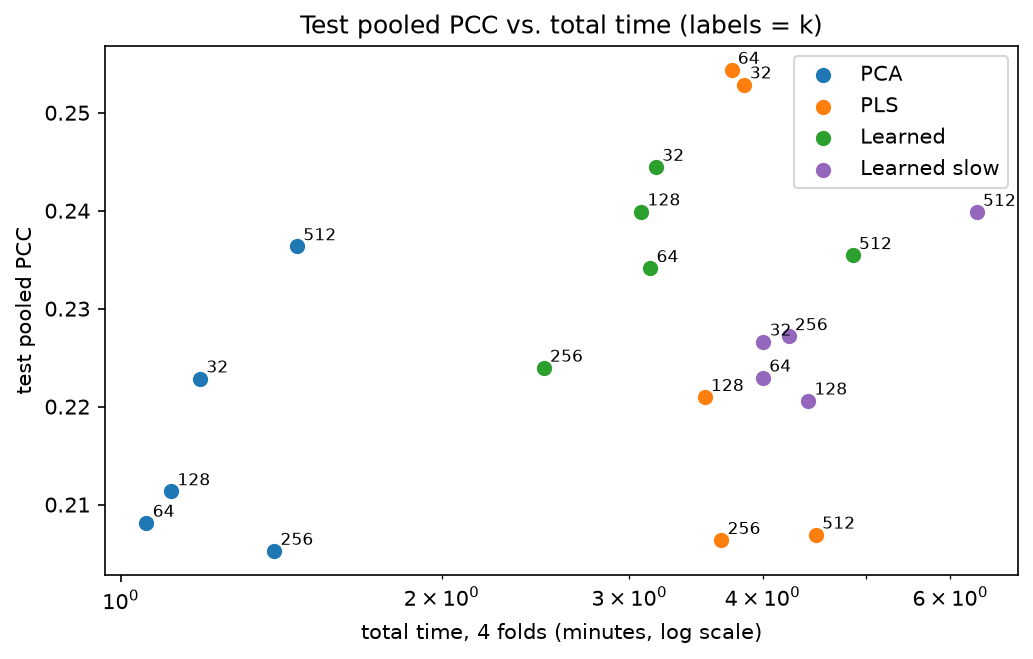 Test pooled PCC vs. total time (labels = k)
test pooled PCC
0.25
0.24
0.23
0.22
0.21
64
32
32
128
64
512
512
512
256
32
256
64
128
128
32
128
64
256
256
512
PCA
PLS
Learned
Learned slow
10⁰
2 × 10⁰
3 × 10⁰
4 × 10⁰
6 × 10⁰
total time, 4 folds (minutes, log scale)